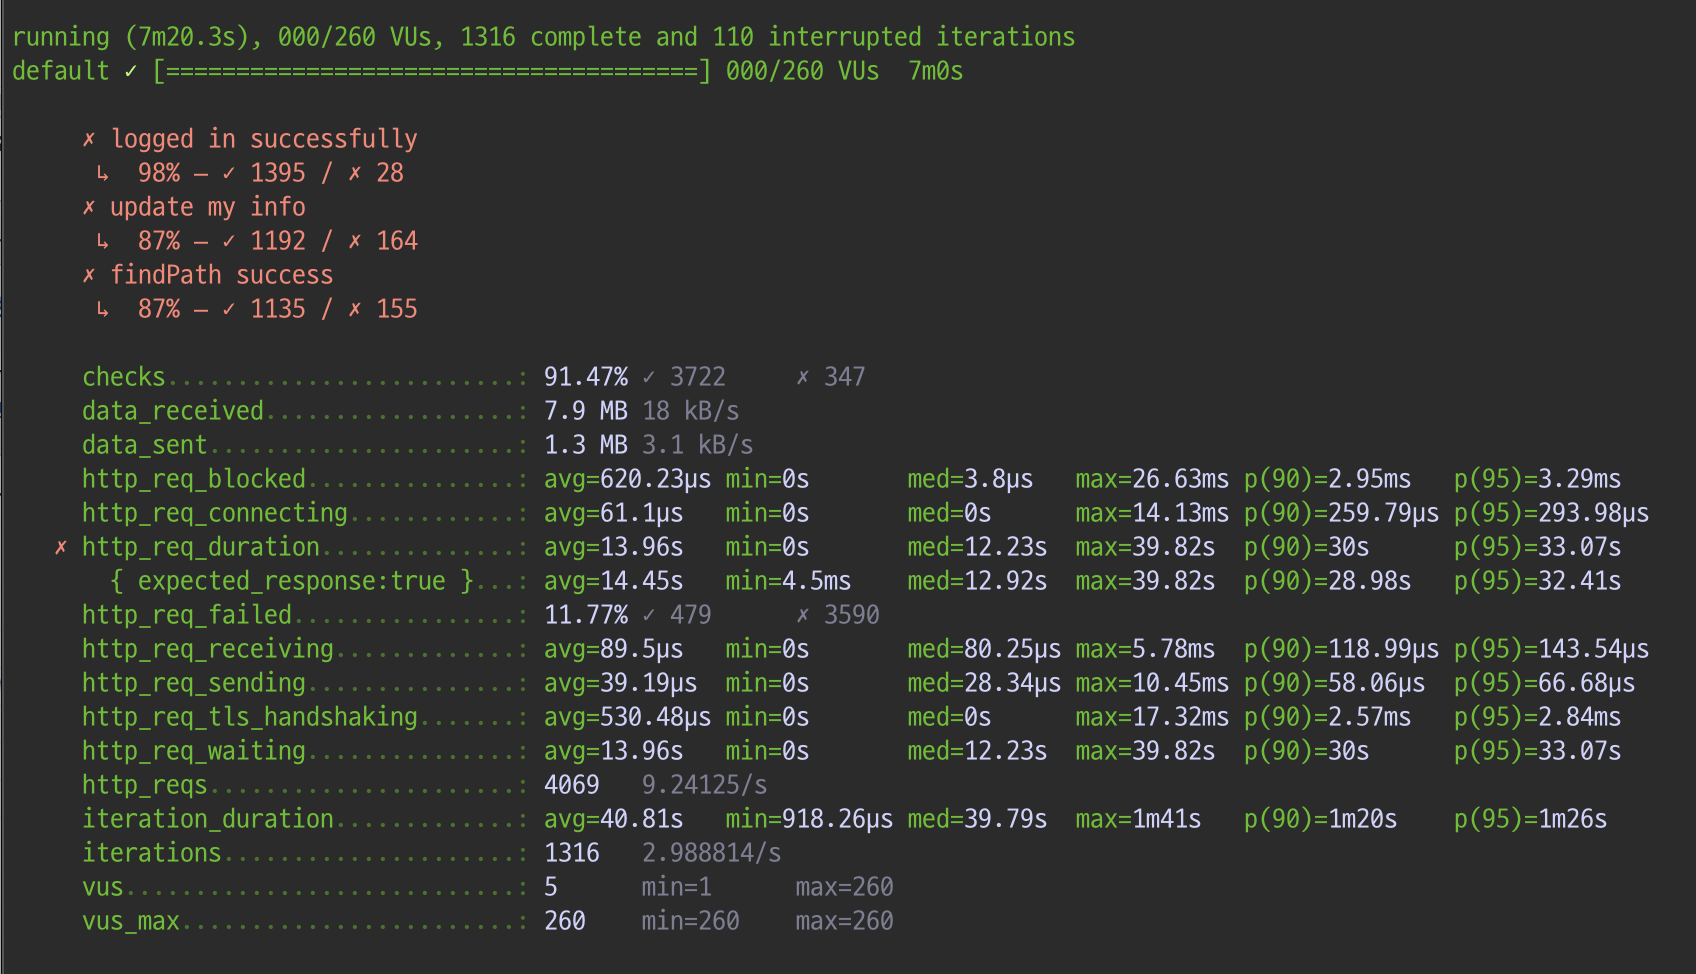 running (7m20.3s), 000/260 VUs, 1316 complete and 110 interrupted iterations
default ✓ [======================================] 000/260 VUs  7m0s
✗ logged in successfully
↳  98% — ✓ 1395 / ✗ 28
✗ update my info
↳  87% — ✓ 1192 / ✗ 164
✗ findPath success
↳  87% — ✓ 1135 / ✗ 155
checks.........................: 91.47% ✓ 3722     ✗ 347
data_received..................: 7.9 MB 18 kB/s
data_sent......................: 1.3 MB 3.1 kB/s
http_req_blocked...............: avg=620.23µs min=0s       med=3.8µs   max=26.63ms p(90)=2.95ms   p(95)=3.29ms
http_req_connecting............: avg=61.1µs   min=0s       med=0s      max=14.13ms p(90)=259.79µs p(95)=293.98µs
✗ http_req_duration..............: avg=13.96s   min=0s       med=12.23s  max=39.82s  p(90)=30s      p(95)=33.07s
{ expected_response:true }...: avg=14.45s   min=4.5ms    med=12.92s  max=39.82s  p(90)=28.98s   p(95)=32.41s
http_req_failed................: 11.77% ✓ 479      ✗ 3590
http_req_receiving.............: avg=89.5µs   min=0s       med=80.25µs max=5.78ms  p(90)=118.99µs p(95)=143.54µs
http_req_sending...............: avg=39.19µs  min=0s       med=28.34µs max=10.45ms p(90)=58.06µs  p(95)=66.68µs
http_req_tls_handshaking.......: avg=530.48µs min=0s       med=0s      max=17.32ms p(90)=2.57ms   p(95)=2.84ms
http_req_waiting...............: avg=13.96s   min=0s       med=12.23s  max=39.82s  p(90)=30s      p(95)=33.07s
http_reqs......................: 4069   9.24125/s
iteration_duration.............: avg=40.81s   min=918.26µs med=39.79s  max=1m41s   p(90)=1m20s    p(95)=1m26s
iterations.....................: 1316   2.988814/s
vus............................: 5      min=1      max=260
vus_max........................: 260    min=260    max=260